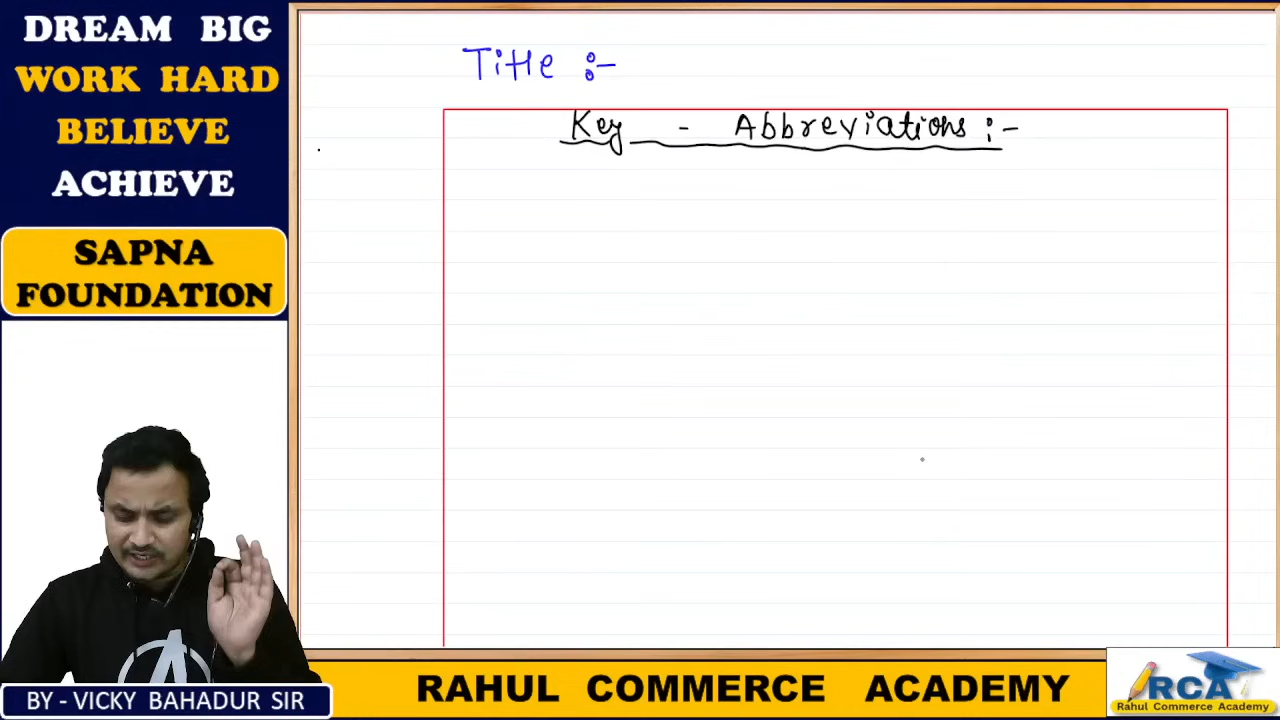 DREAM BIG
WORK HARD
BELIEVE
ACHIEVE
SAPNA
FOUNDATION
Title :-
Key - Abbreviations :-
BY - VICKY BAHADUR SIR
RAHUL COMMERCE ACADEMY
RCA
Rahul Commerce Academy